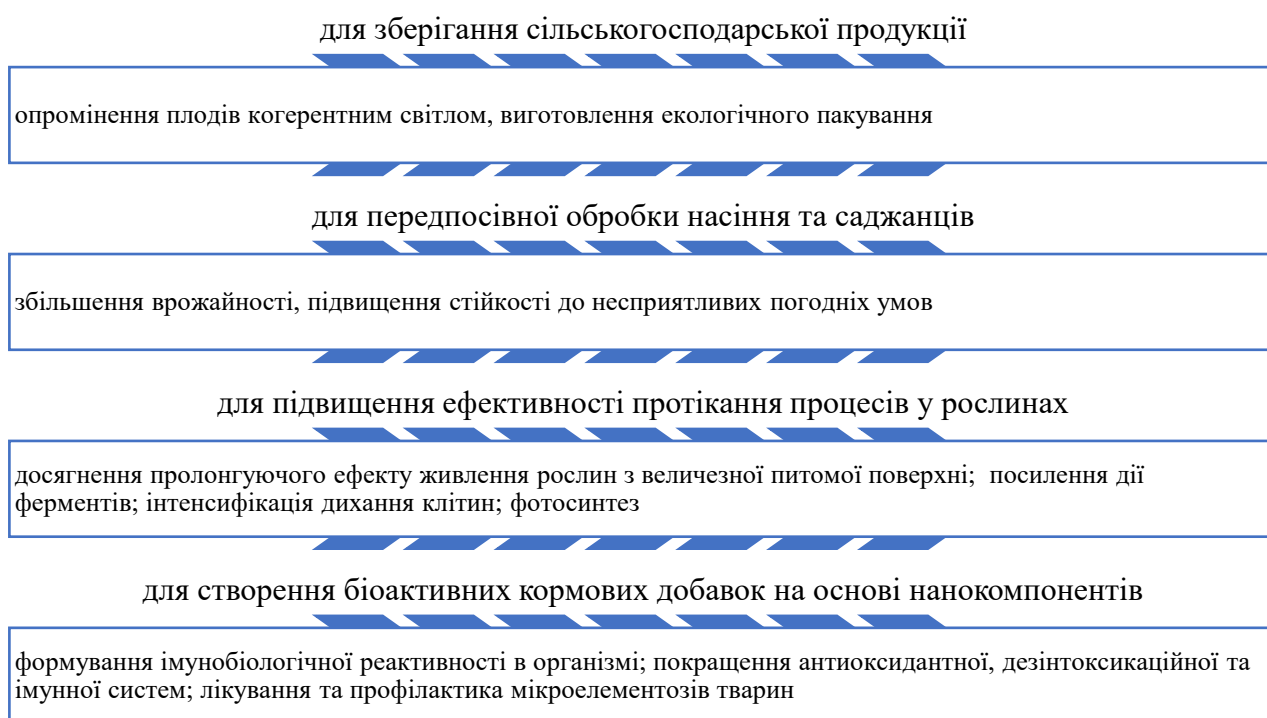 для зберігання сільськогосподарської продукції
опромінення плодів когерентним світлом, виготовлення екологічного пакування
для передпосівної обробки насіння та саджанців
збільшення врожайності, підвищення стійкості до несприятливих погодніх умов
для підвищення ефективності протікання процесів у рослинах
досягнення пролонгуючого ефекту живлення рослин з величезної питомої поверхні; посилення дії
ферментів; інтенсифікація дихання клітин; фотосинтез
для створення біоактивних кормових добавок на основі нанокомпонентів
формування імунобіологічної реактивності в організмі; покращення антиоксидантної, дезінтоксикаційної та
імунної систем; лікування та профілактика мікроелементозів тварин